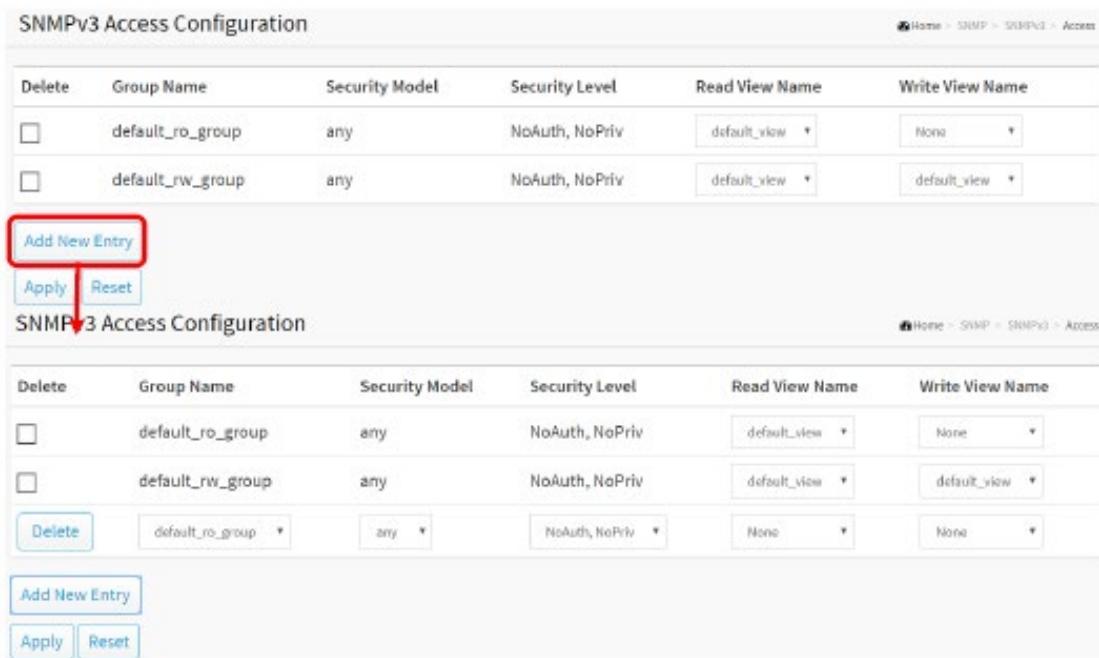 SNMPv3 Access Configuration
Home > SNMP > SNMPv3 > Access
Delete Group Name Security Model Security Level Read View Name Write View Name
default_ro_group any NoAuth, NoPriv default_view None
default_rw_group any NoAuth, NoPriv default_view default_view
Add New Entry
Apply Reset
SNMPv3 Access Configuration
Home > SNMP > SNMPv3 > Access
Delete Group Name Security Model Security Level Read View Name Write View Name
default_ro_group any NoAuth, NoPriv default_view None
default_rw_group any NoAuth, NoPriv default_view default_view
Delete default_ro_group any NoAuth, NoPriv None None
Add New Entry
Apply Reset